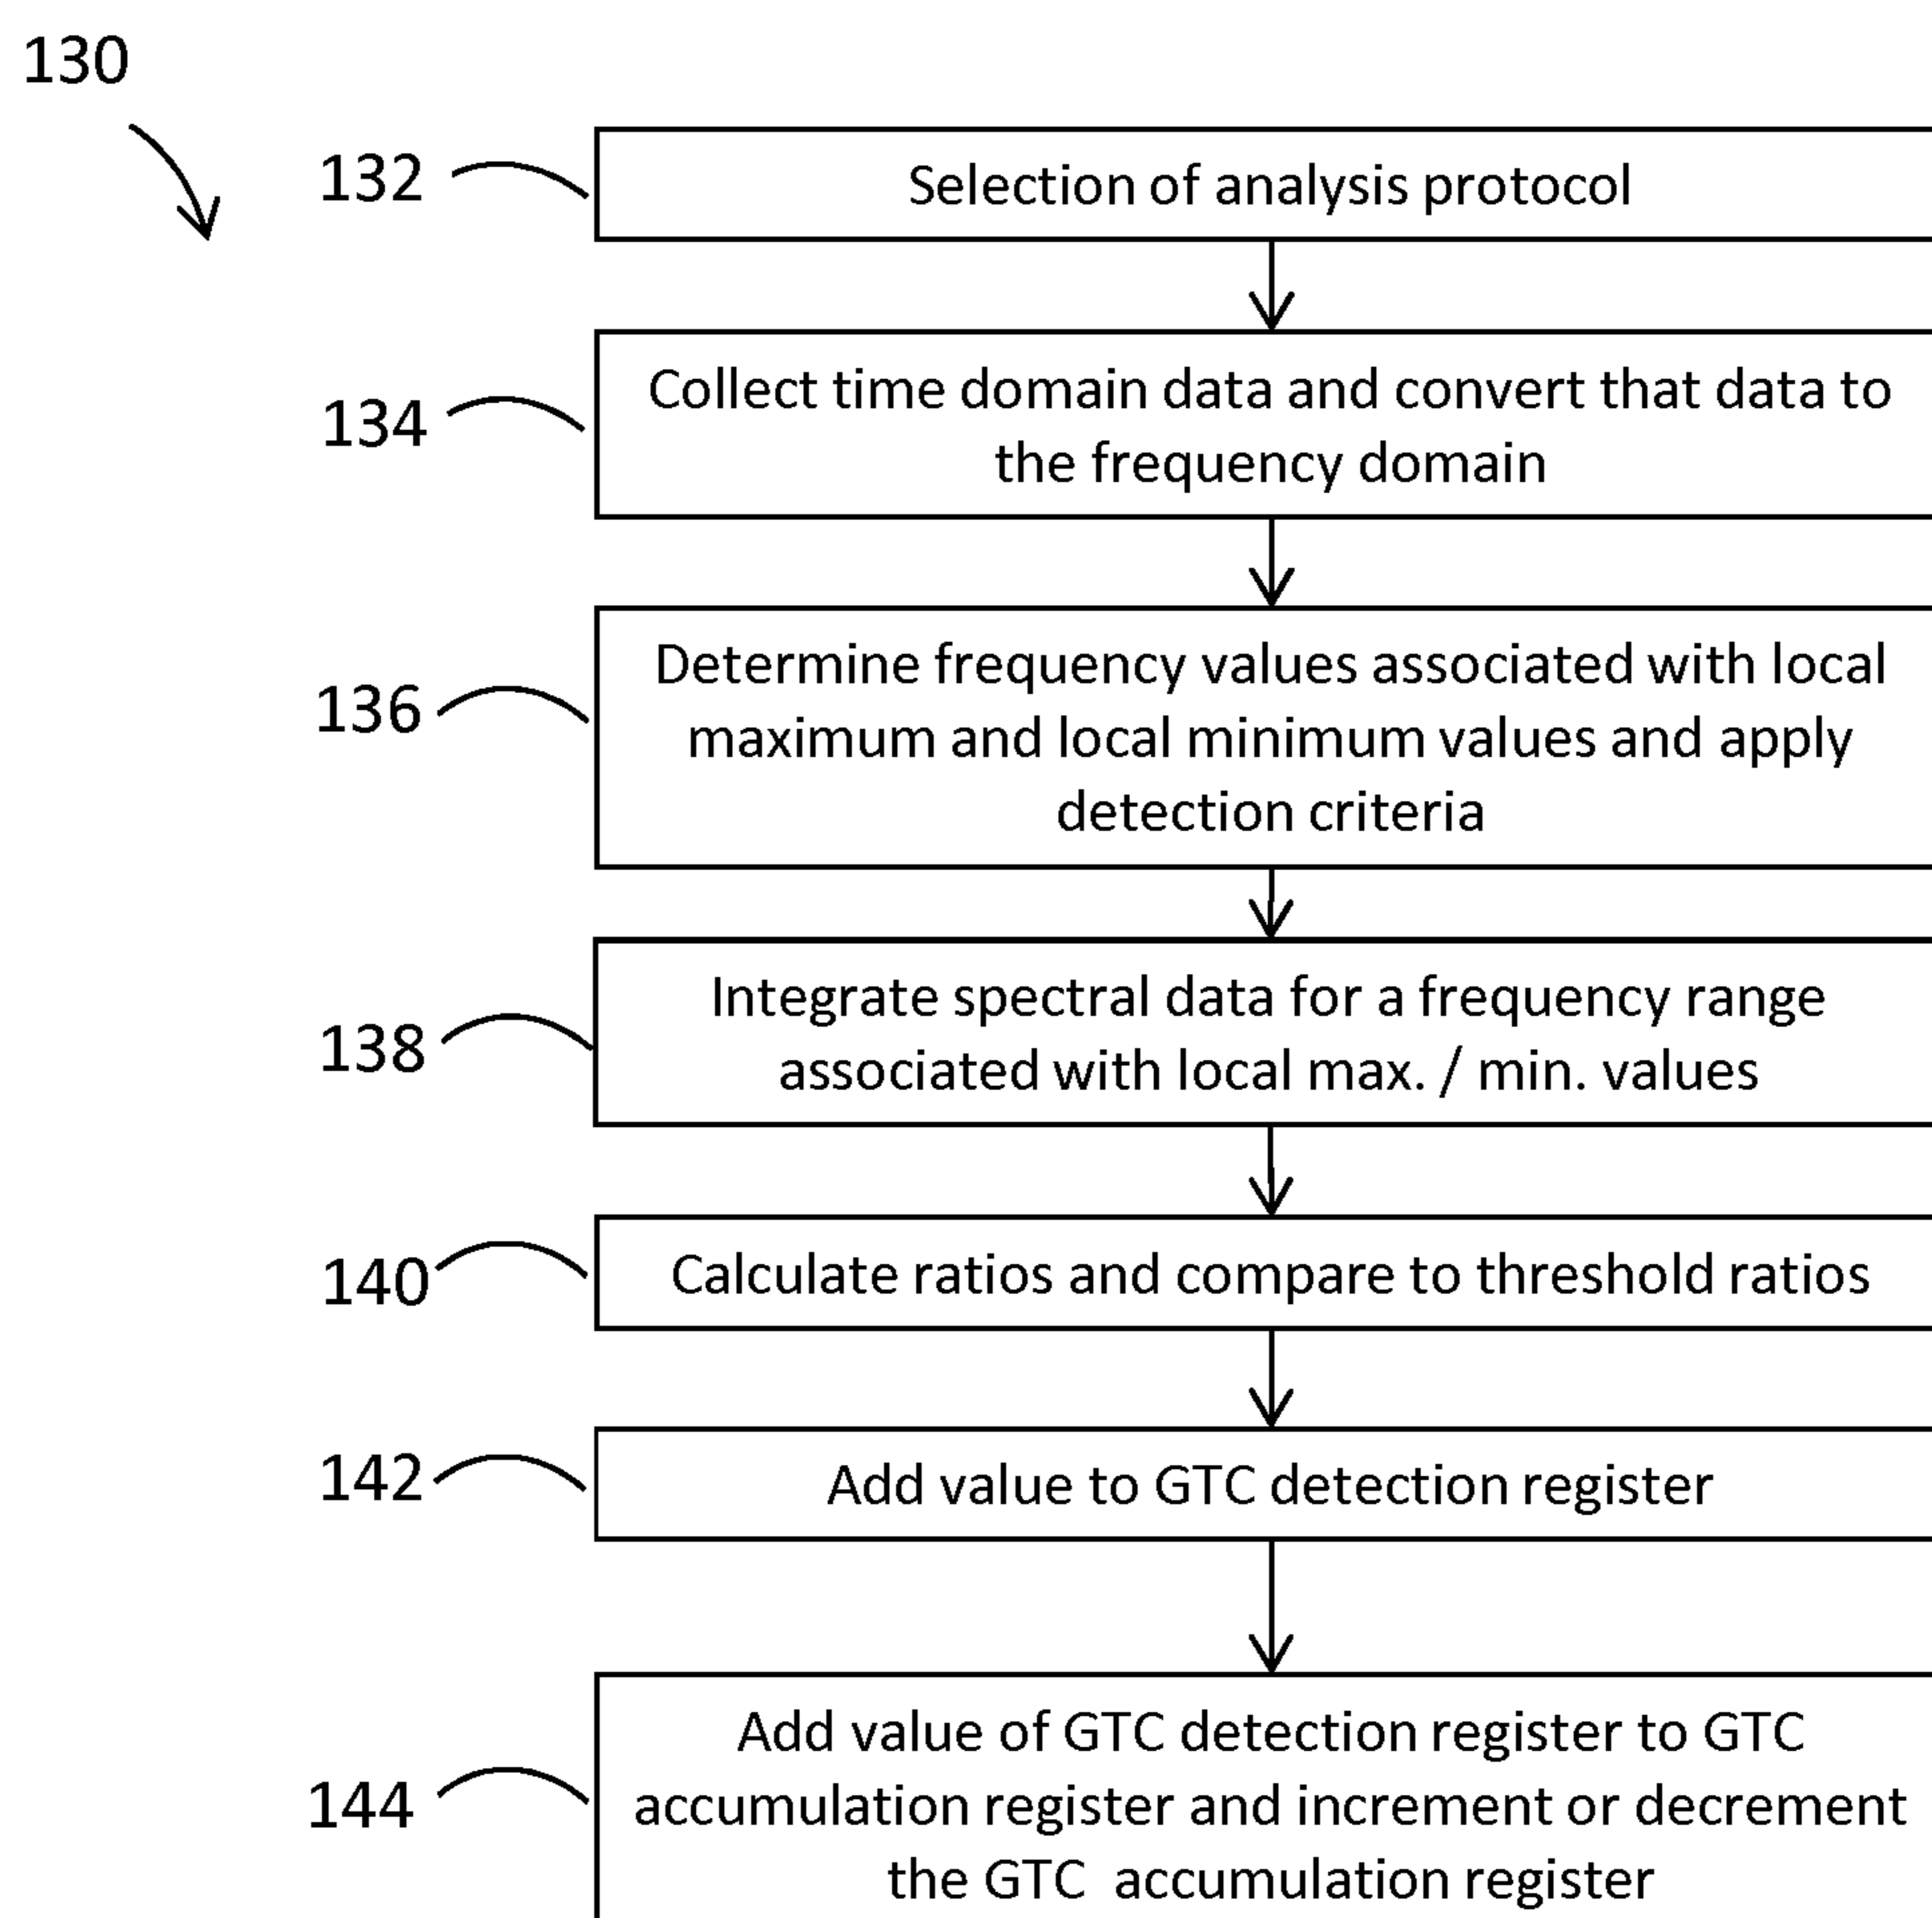 130
132
Selection of analysis protocol
134
Collect time domain data and convert that data to
the frequency domain
136
Determine frequency values associated with local
maximum and local minimum values and apply
detection criteria
138
Integrate spectral data for a frequency range
associated with local max. / min. values
140
Calculate ratios and compare to threshold ratios
142
Add value to GTC detection register
144
Add value of GTC detection register to GTC
accumulation register and increment or decrement
the GTC accumulation register